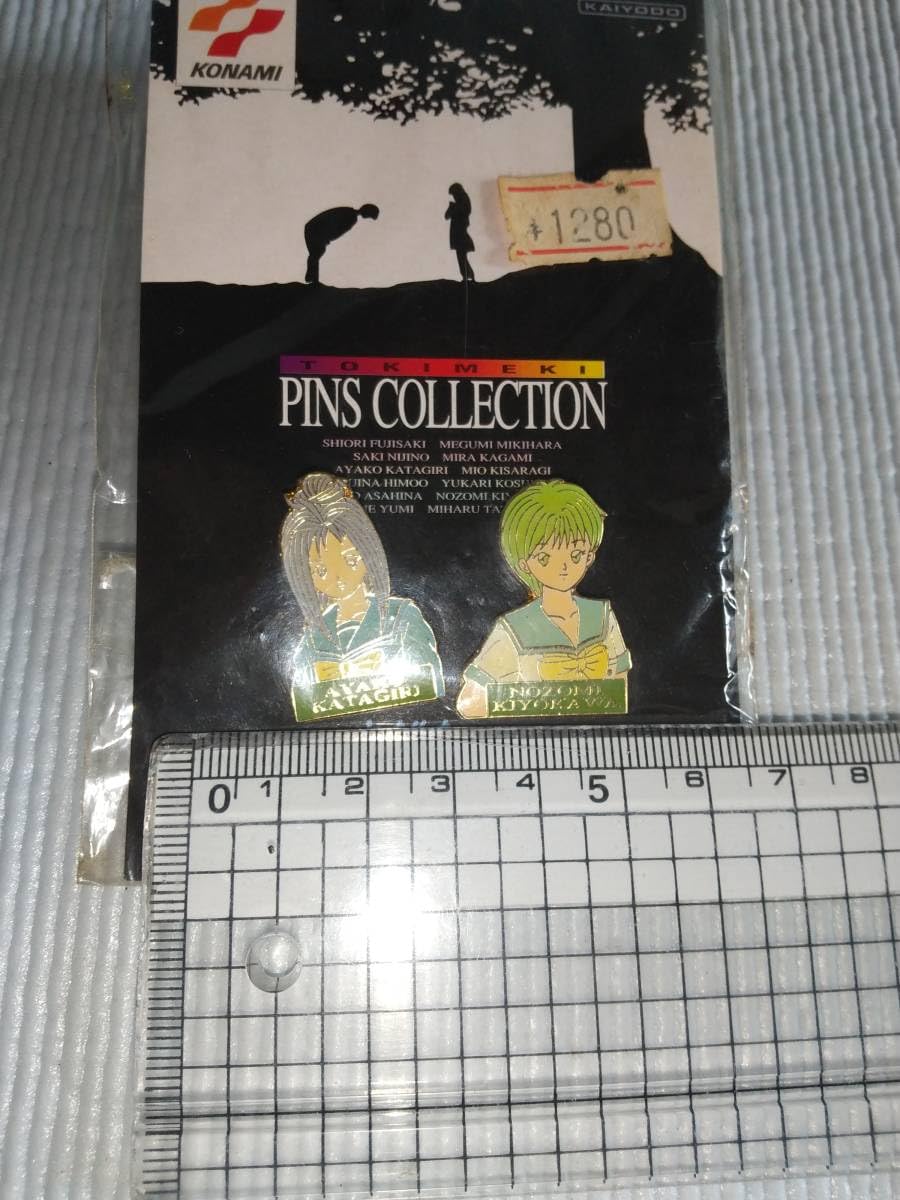 KONAMI
KAIYODO
¥1280
TOKIMEKI
PINS COLLECTION
SHIORI FUJISAKI MEGUMI MIKIHARA
SAKI NIJINO MIRA KAGAMI
AYAKO KATAGIRI MIO KISARAGI
HIMOO YUKARI
ASAHINA NOZOMI
YUMI MIHARU
KATAGIRI
NOZOMI
KIYOKAWA
0 1 2 3 4 5 6 7 8